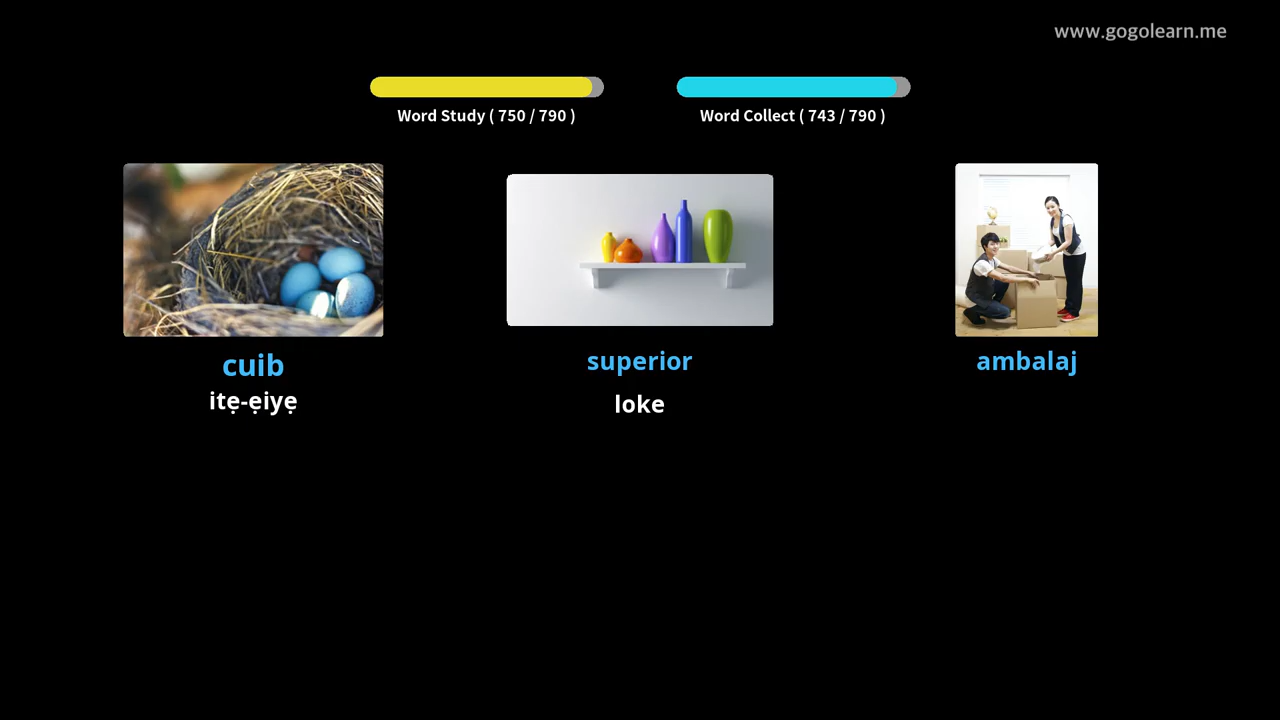 www.gogolearn.me
Word Study ( 750 / 790 )
Word Collect ( 743 / 790 )
cuib
itẹ-ẹiyẹ
superior
loke
ambalaj